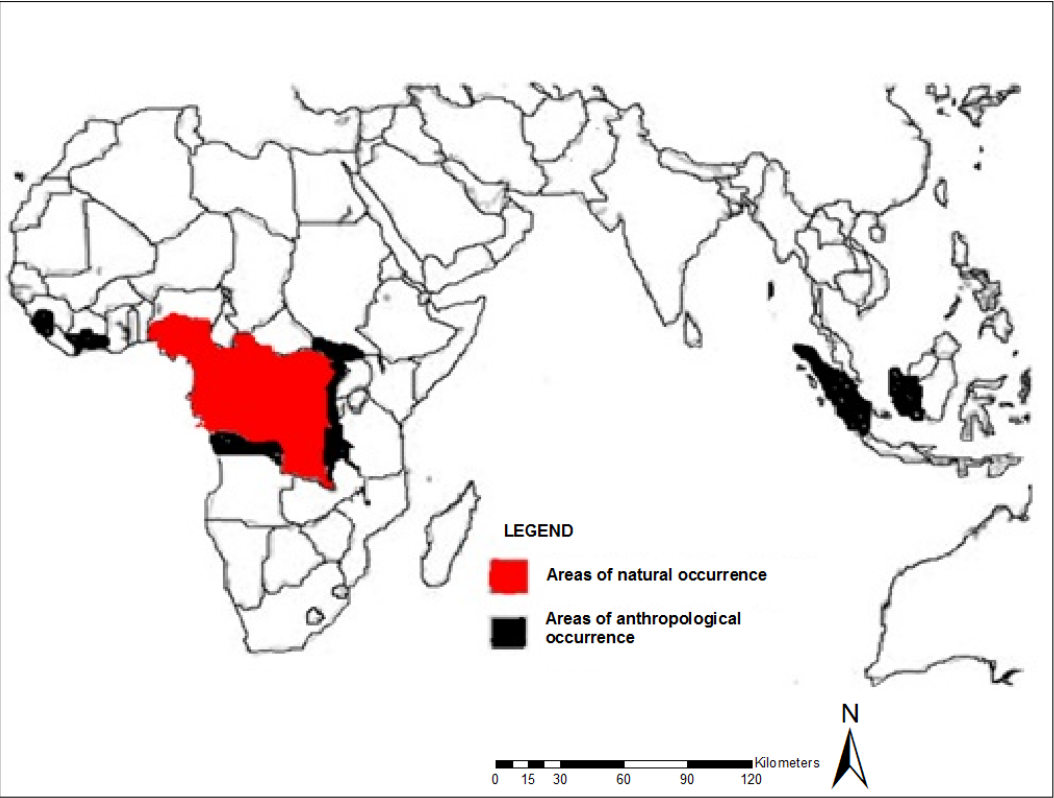 LEGEND
Areas of natural occurrence
Areas of anthropological
occurrence
N
Kilometers
0 15 30 60 90 120